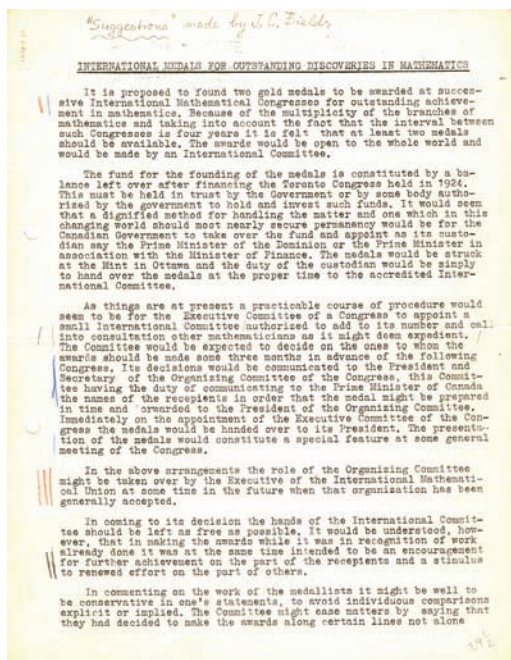 "Suggestions" made by J. C. Fields
INTERNATIONAL MEDALS FOR OUTSTANDING DISCOVERIES IN MATHEMATICS
It is proposed to found two gold medals to be awarded at succes-
sive International Mathematical Congresses for outstanding achieve-
ment in mathematics. Because of the multiplicity of the branches of
mathematics and taking into account the fact that the interval between
such Congresses is four years it is felt that at least two medals
should be available. The awards would be open to the whole world and
would be made by an International Committee.
The fund for the founding of the medals is constituted by a ba-
lance left over after financing the Toronto Congress held in 1924.
This must be held in trust by the Government or by some body autho-
rized by the government to hold and invest such funds. It would seem
that a dignified method for handling the matter and one which in this
changing world should most nearly secure permanency would be for the
Canadian Government to take over the fund and appoint as its custo-
dian say the Prime Minister of the Dominion or the Prime Minister in
association with the Minister of Finance. The medals would be struck
at the Mint in Ottawa and the duty of the custodian would be simply
to hand over the medals at the proper time to the accredited Inter-
national Committee.
As things are at present a practicable course of procedure would
seem to be for the Executive Committee of a Congress to appoint a
small International Committee authorized to add to its number and call
into consultation other mathematicians as it might deem expedient.
The Committee would be expected to decide on the ones to whom the
awards should be made some three months in advance of the following
Congress. Its decisions would be communicated to the President and
Secretary of the Organizing Committee of the Congress, this Commit-
tee having the duty of communicating to the Prime Minister of Canada
the names of the recepients in order that the medal might be prepared
in time and forwarded to the President of the Organizing Committee.
Immediately on the appointment of the Executive Committee of the Con-
gress the medals would be handed over to its President. The presenta-
tion of the medals would constitute a special feature at some general
meeting of the Congress.
In the above arrangements the role of the Organizing Committee
might be taken over by the Executive of the International Mathemati-
cal Union at some time in the future when that organization has been
generally accepted.
In coming to its decision the hands of the International Commit-
tee should be left as free as possible. It would be understood, how-
ever, that in making the awards while it was in recognition of work
already done it was at the same time intended to be an encouragement
for further achievement on the part of the recepients and a stimulus
to renewed effort on the part of others.
In commenting on the work of the medallists it might be well to
be conservative in one's statements, to avoid individuous comparisons
explicit or implied. The Committee might case matters by saying that
they had decided to make the awards along certain lines not alone